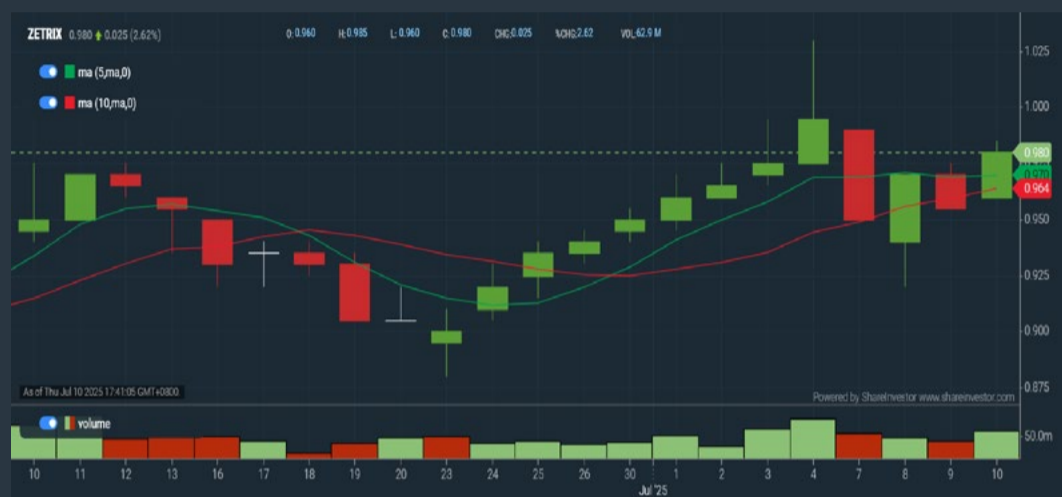 ZETRIX 0.980 0.025 (2.62%) O: 0.960 H: 0.985 L: 0.960 C: 0.980 CHG: 0.025 %CHG: 2.62 VOL: 62.9 M
ma (5,ma,0)
ma (10,ma,0)
1.025
1.000
0.980
0.970
0.964
0.950
0.925
0.900
0.875
As of Thu Jul 10 2025 17:41:05 GMT+0800
Powered by ShareInvestor www.shareinvestor.com
volume
50.0m
10 11 12 13 16 17 18 19 20 23 24 25 26 30 1 2 3 4 7 8 9 10
Jul '25